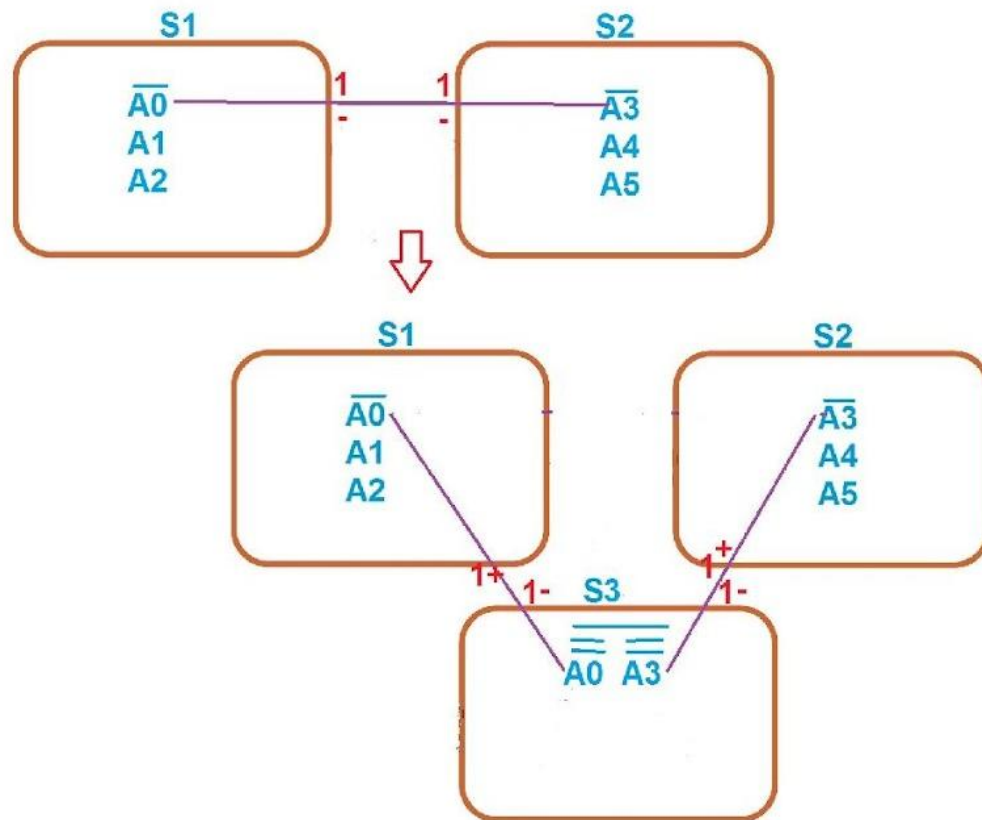 S1 S2
1 1
- -
A0 A3
A1 A4
A2 A5
S1 S2
A0 A3
A1 A4
A2 A5
1+ 1+
1- S3 1-
A0 A3